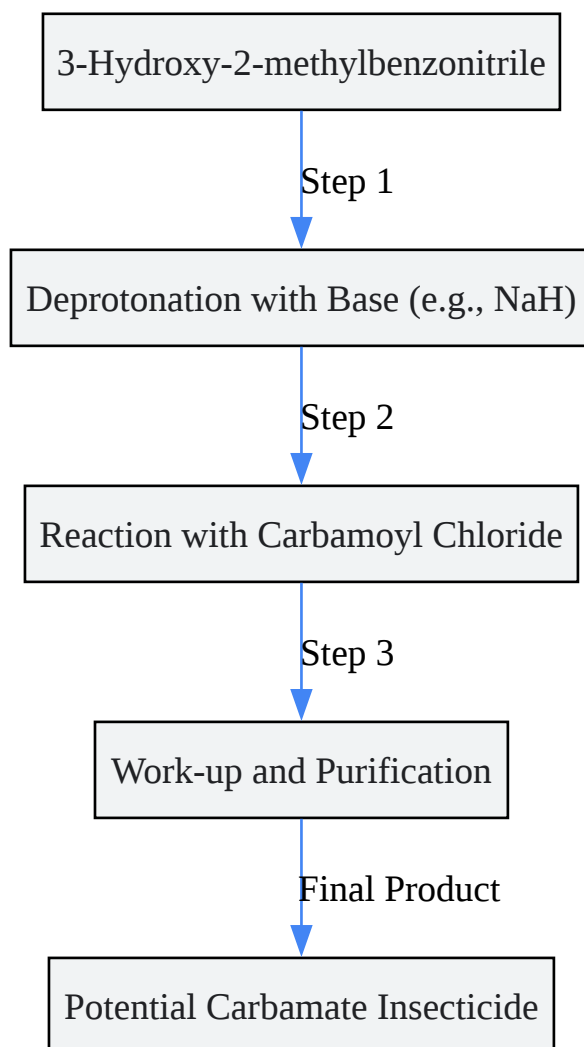 3-Hydroxy-2-methylbenzonitrile
Step 1
Deprotonation with Base (e.g., NaH)
Step 2
Reaction with Carbamoyl Chloride
Step 3
Work-up and Purification
Final Product
Potential Carbamate Insecticide